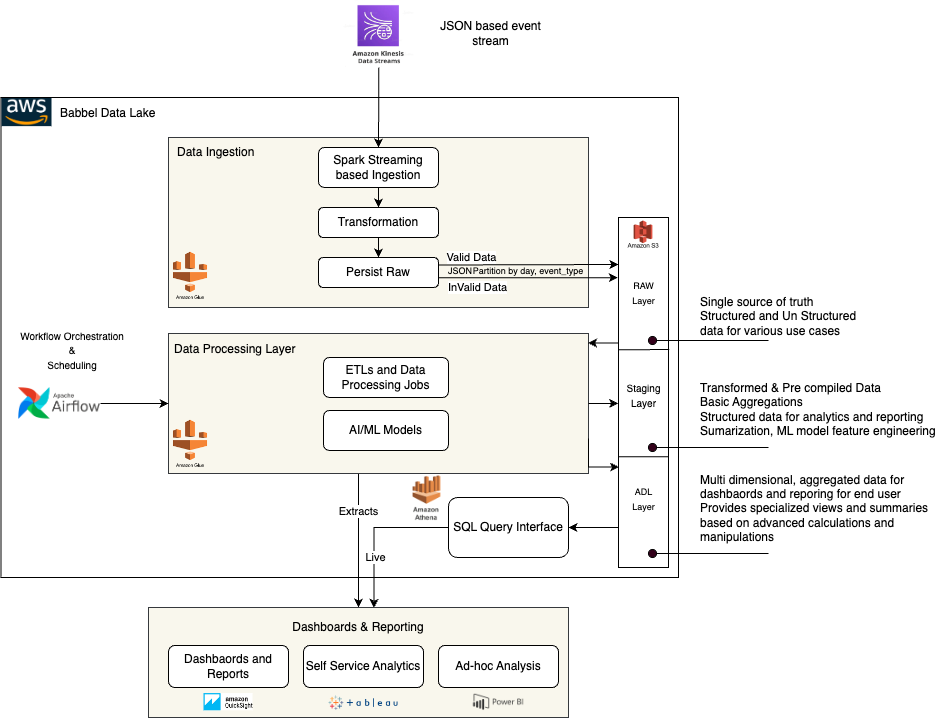 JSON based event
stream
Amazon Kinesis
Data Streams
aws
Babbel Data Lake
Data Ingestion
Spark Streaming
based Ingestion
Transformation
Persist Raw
Valid Data
JSON Partition by day, event_type
InValid Data
Amazon Glue
Amazon S3
RAW
Layer
Single source of truth
Structured and Un Structured
data for various use cases
Workflow Orchestration
&
Scheduling
Apache
Airflow
Data Processing Layer
ETLs and Data
Processing Jobs
AI/ML Models
Amazon Glue
Staging
Layer
Transformed & Pre compiled Data
Basic Aggregations
Structured data for analytics and reporting
Sumarization, ML model feature engineering
ADL
Layer
Multi dimensional, aggregated data for
dashbaords and reporing for end user
Provides specialized views and summaries
based on advanced calculations and
manipulations
Extracts
Amazon
Athena
SQL Query Interface
Live
Dashboards & Reporting
Dashbaords and
Reports
Self Service Analytics
Ad-hoc Analysis
amazon
QuickSight
+ableau
Power BI